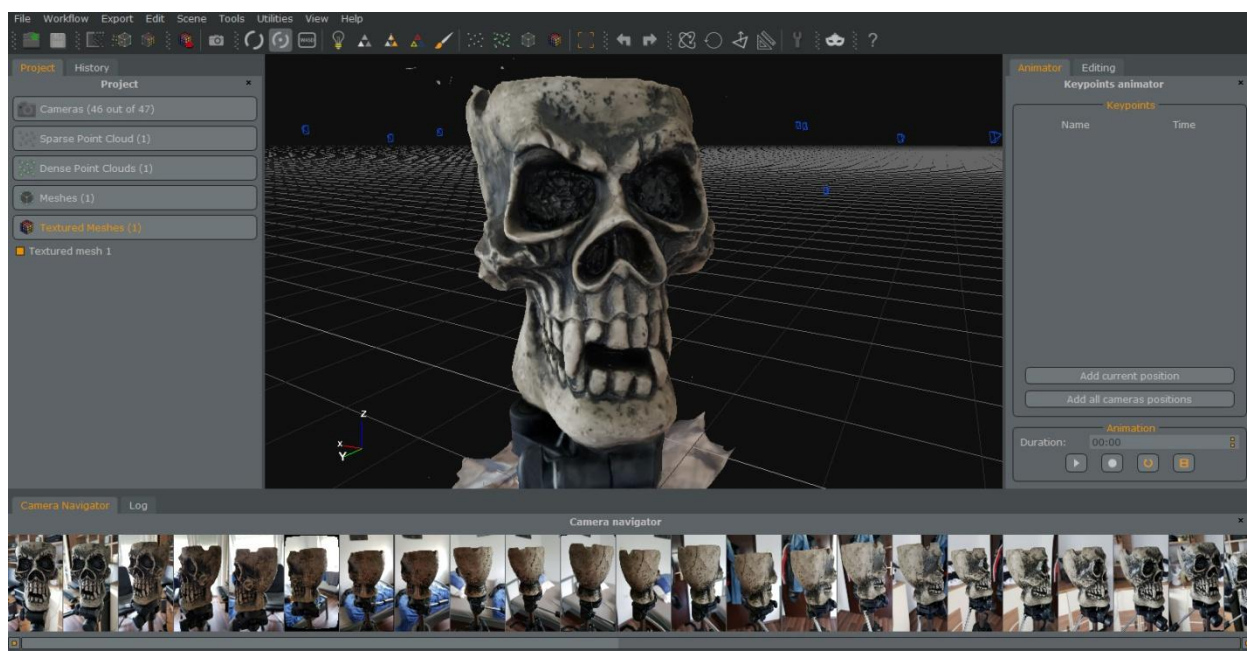 File Workflow Export Edit Scene Tools Utilities View Help
Project History
Project
Cameras (46 out of 47)
Sparse Point Cloud (1)
Dense Point Clouds (1)
Meshes (1)
Textured Meshes (1)
Textured mesh 1
z
x
Y
Animator Editing
Keypoints animator
Keypoints
Name Time
Add current position
Add all cameras positions
Animation
Duration: 00:00
Camera Navigator Log
Camera navigator